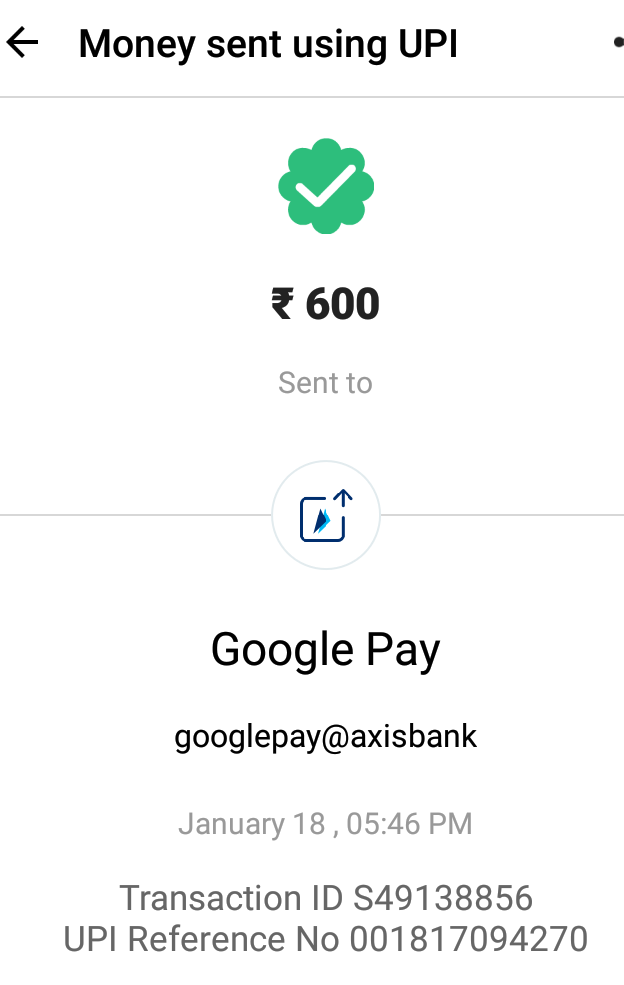 Money sent using UPI
₹ 600
Sent to
Google Pay
googlepay@axisbank
January 18 , 05:46 PM
Transaction ID S49138856
UPI Reference No 001817094270